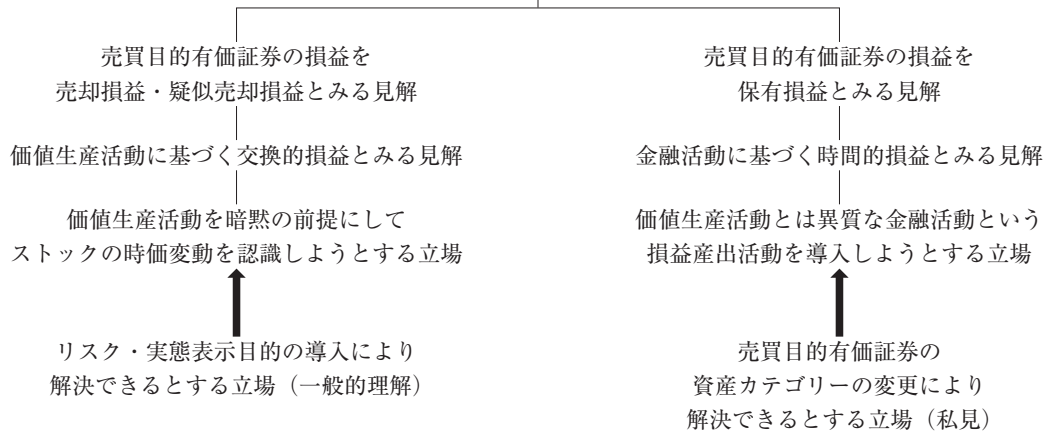 売買目的有価証券の損益を
売却損益・疑似売却損益とみる見解
価値生産活動に基づく交換的損益とみる見解
価値生産活動を暗黙の前提にして
ストックの時価変動を認識しようとする立場
リスク・実態表示目的の導入により
解決できるとする立場（一般的理解）
売買目的有価証券の損益を
保有損益とみる見解
金融活動に基づく時間的損益とみる見解
価値生産活動とは異質な金融活動という
損益産出活動を導入しようとする立場
売買目的有価証券の
資産カテゴリーの変更により
解決できるとする立場（私見）